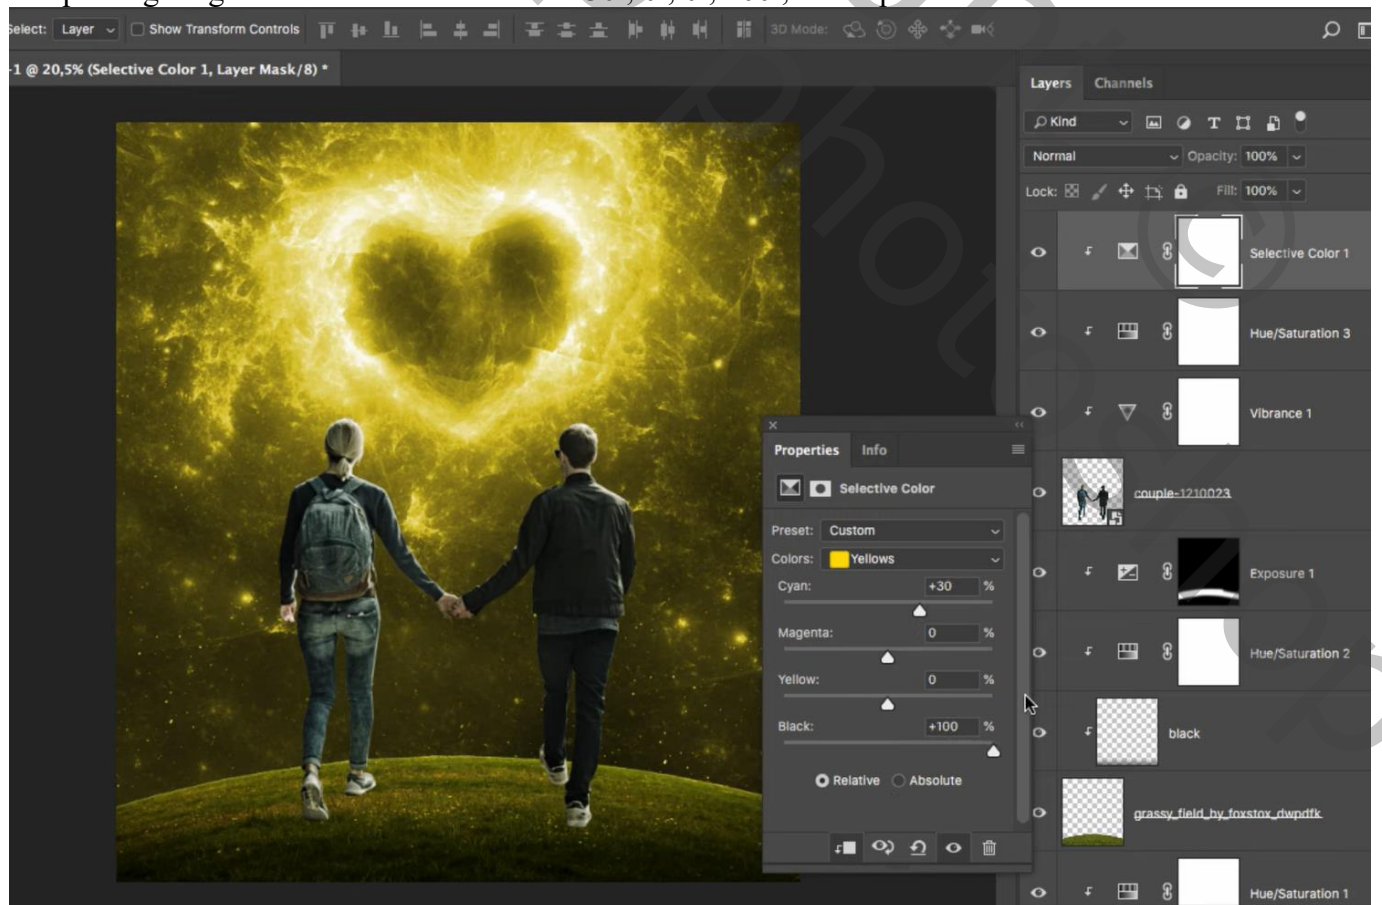 Select: Layer Show Transform Controls 3D Mode:
-1 @ 20,5% (Selective Color 1, Layer Mask/8) *
Layers Channels
Kind
Normal Opacity: 100%
Lock: Fill: 100%
Selective Color 1
Hue/Saturation 3
Vibrance 1
couple-1210023
Exposure 1
Hue/Saturation 2
black
grassy_field_by_foxstox_dwpdfk
Hue/Saturation 1
Properties Info
Selective Color
Preset: Custom
Colors: Yellows
Cyan: +30 %
Magenta: 0 %
Yellow: 0 %
Black: +100 %
Relative Absolute